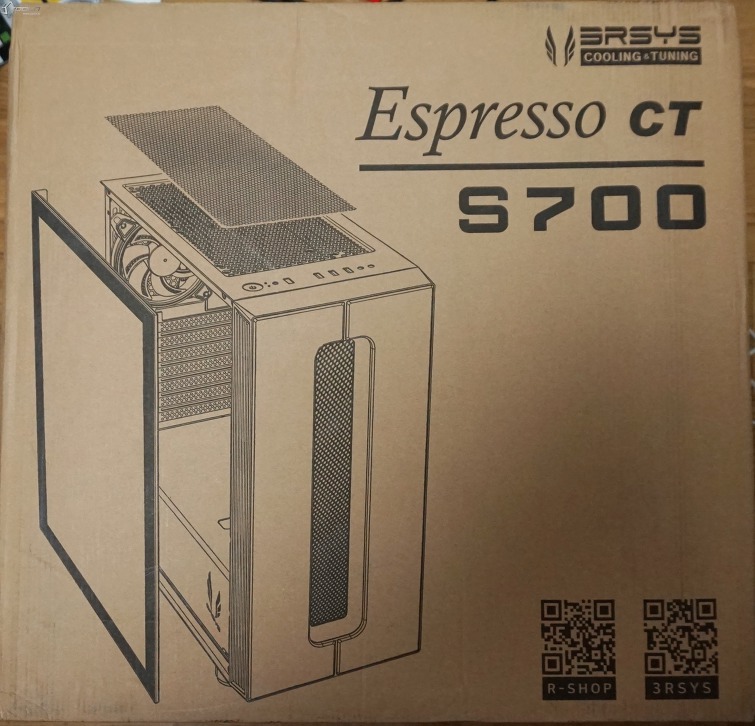 3RSYS
COOLING & TUNING
Espresso CT
S700
R-SHOP
3RSYS